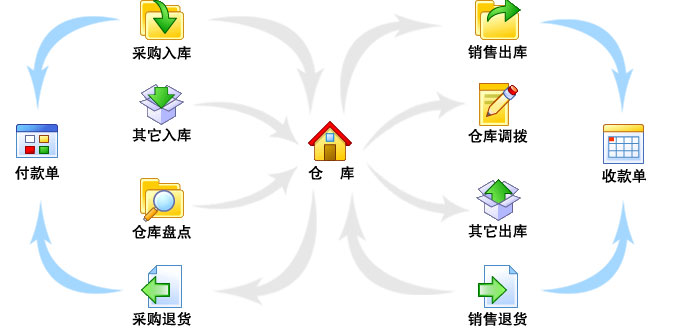 采购入库
销售出库
其它入库
仓库调拨
付款单
仓 库
收款单
仓库盘点
其它出库
采购退货
销售退货